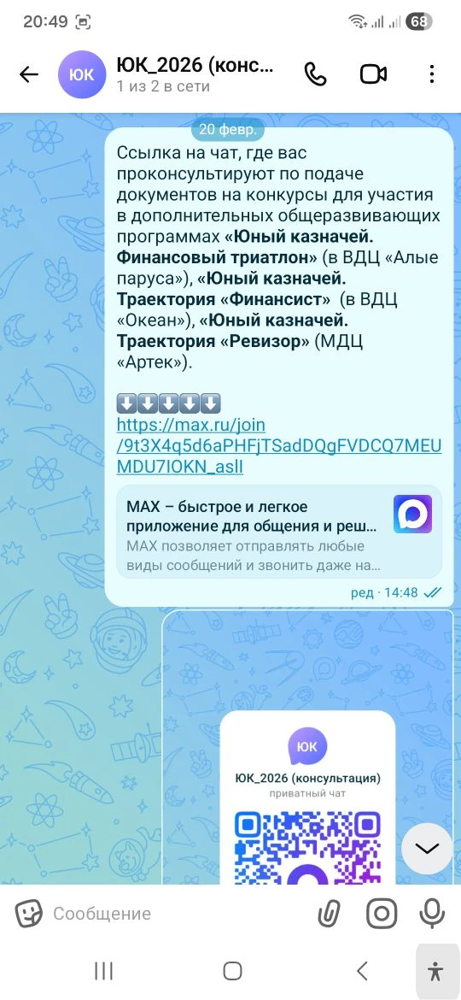 20:49
68
ЮК
ЮК_2026 (конс...
1 из 2 в сети
20 февр.
Ссылка на чат, где вас
проконсультируют по подаче
документов на конкурсы для участия
в дополнительных общеразвивающих
программах «Юный казначей.
Финансовый триатлон» (в ВДЦ «Алые
паруса»), «Юный казначей.
Траектория «Финансист» (в ВДЦ
«Океан»), «Юный казначей.
Траектория «Ревизор» (МДЦ
«Артек»).
⬇️⬇️⬇️⬇️⬇️
https://max.ru/join
/9t3X4q5d6aPHFjTSadDQgFVDCQ7MEU
MDU7IOKN_aslI
MAX – быстрое и легкое
приложение для общения и реш...
MAX позволяет отправлять любые
виды сообщений и звонить даже на...
ред · 14:48
ЮК
ЮК_2026 (консультация)
приватный чат
Сообщение